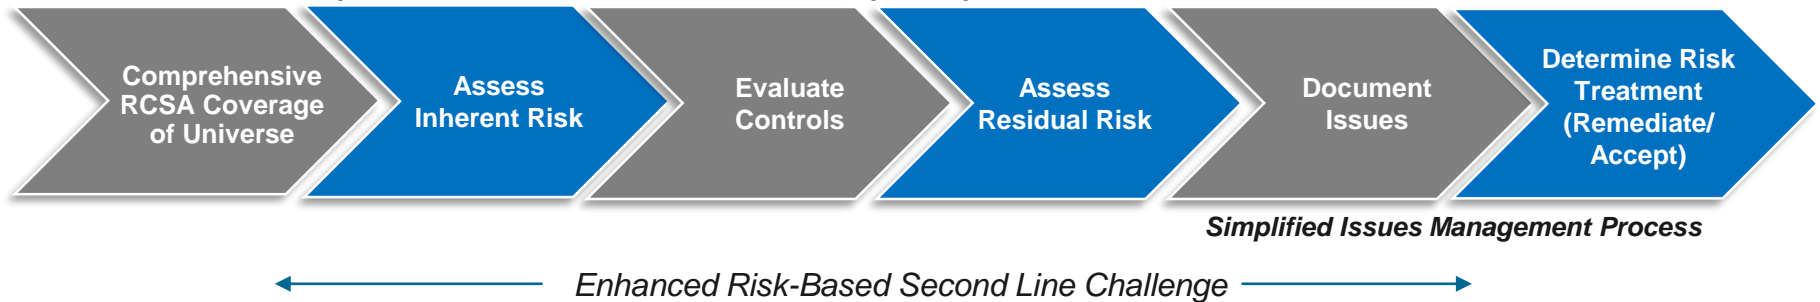 Comprehensive
RCSA Coverage
of Universe
Assess
Inherent Risk
Evaluate
Controls
Assess
Residual Risk
Document
Issues
Determine Risk
Treatment
(Remediate/
Accept)
Simplified Issues Management Process
Enhanced Risk-Based Second Line Challenge